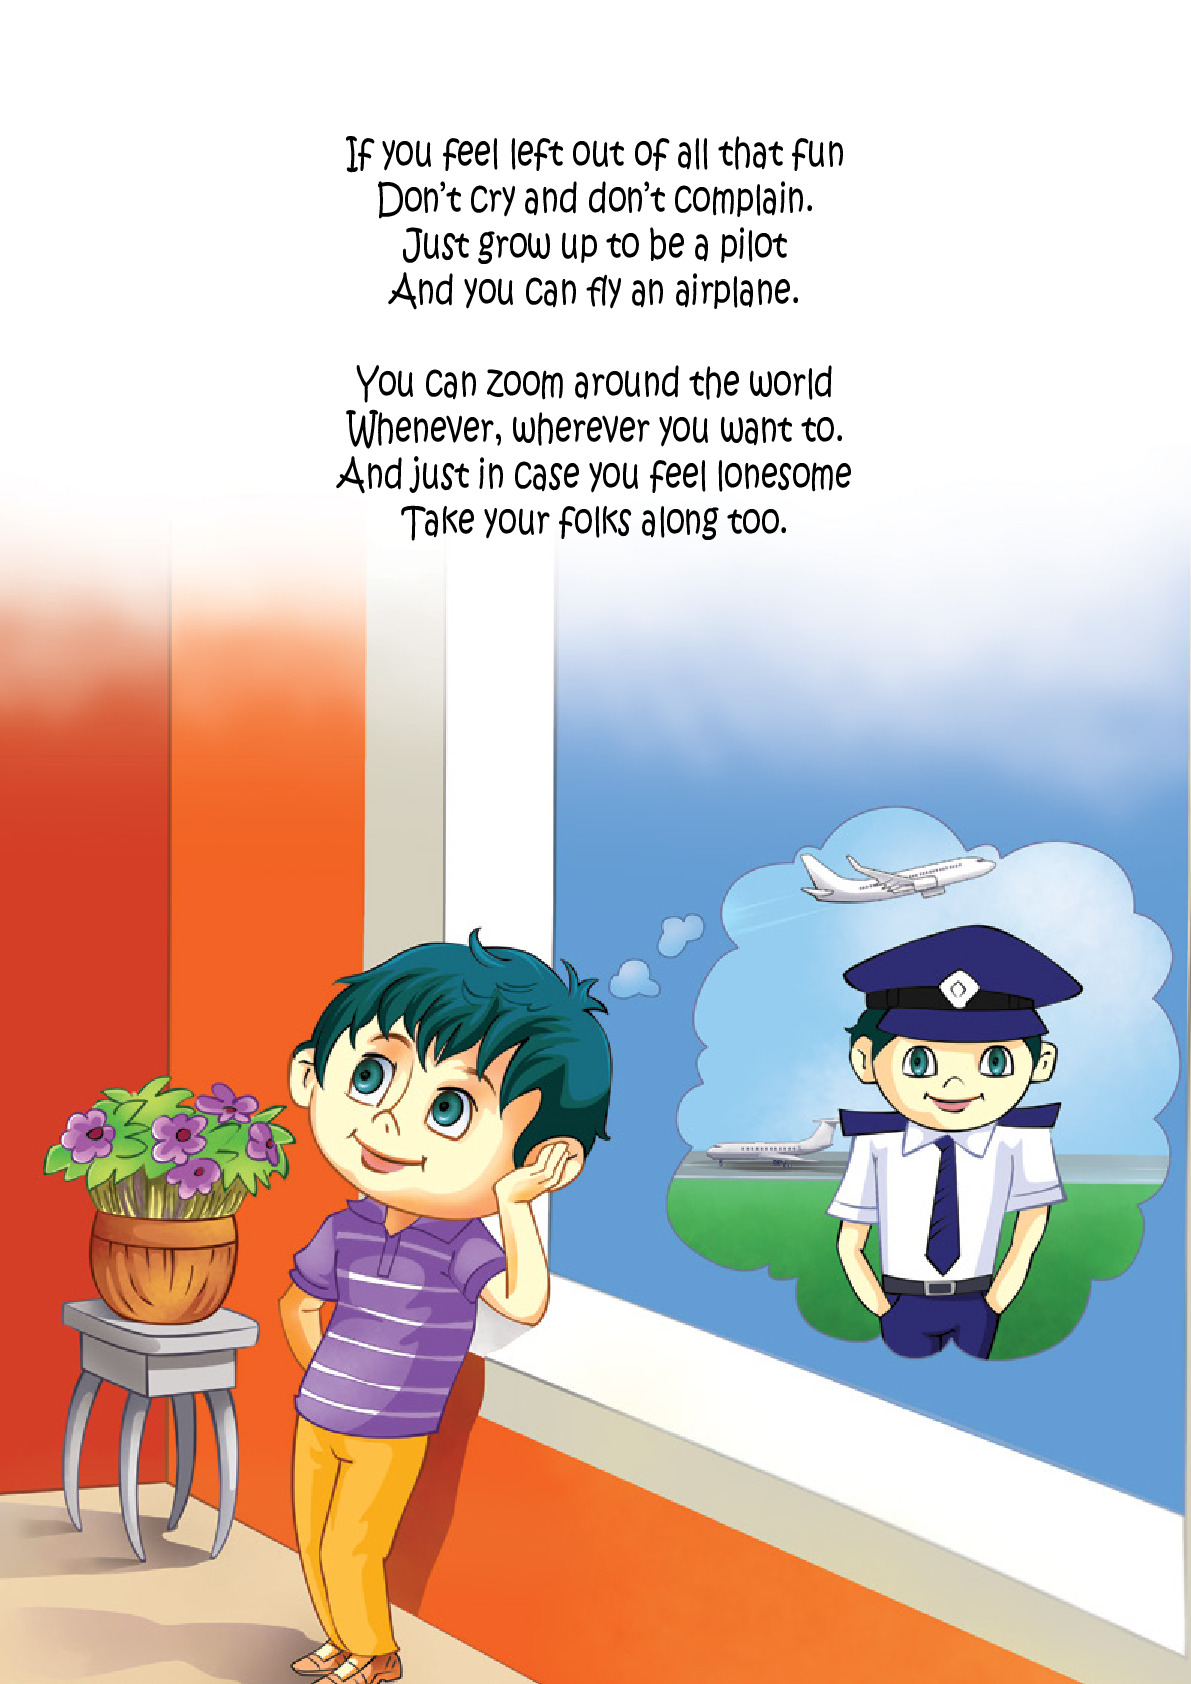 If you feel left out of all that fun
Don't cry and don't complain.
Just grow up to be a pilot
And you can fly an airplane.
You can zoom around the world
Whenever, wherever you want to.
And just in case you feel lonesome
Take your folks along too.